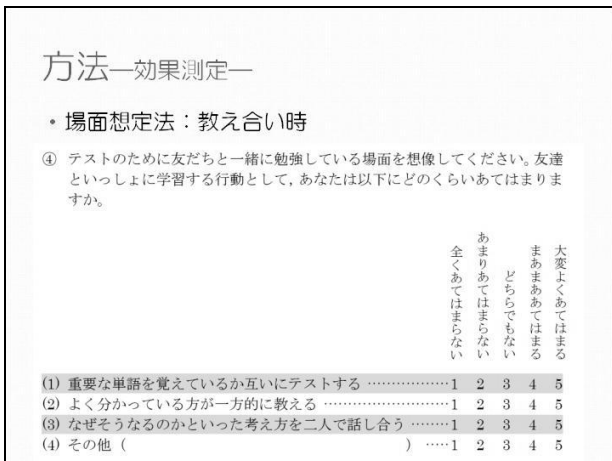 方法―効果測定―
・場面想定法：教え合い時
④ テストのために友だちと一緒に勉強している場面を想像してください。友達
といっしょに学習する行動として，あなたは以下にどのくらいあてはまりま
すか。
全くあてはまらない
あまりあてはまらない
どちらでもない
まあまああてはまる
大変よくあてはまる
(1) 重要な単語を覚えているか互いにテストする ………………1 2 3 4 5
(2) よく分かっている方が一方的に教える ……………………1 2 3 4 5
(3) なぜそうなるのかといった考え方を二人で話し合う ………1 2 3 4 5
(4) その他（ ） ……1 2 3 4 5